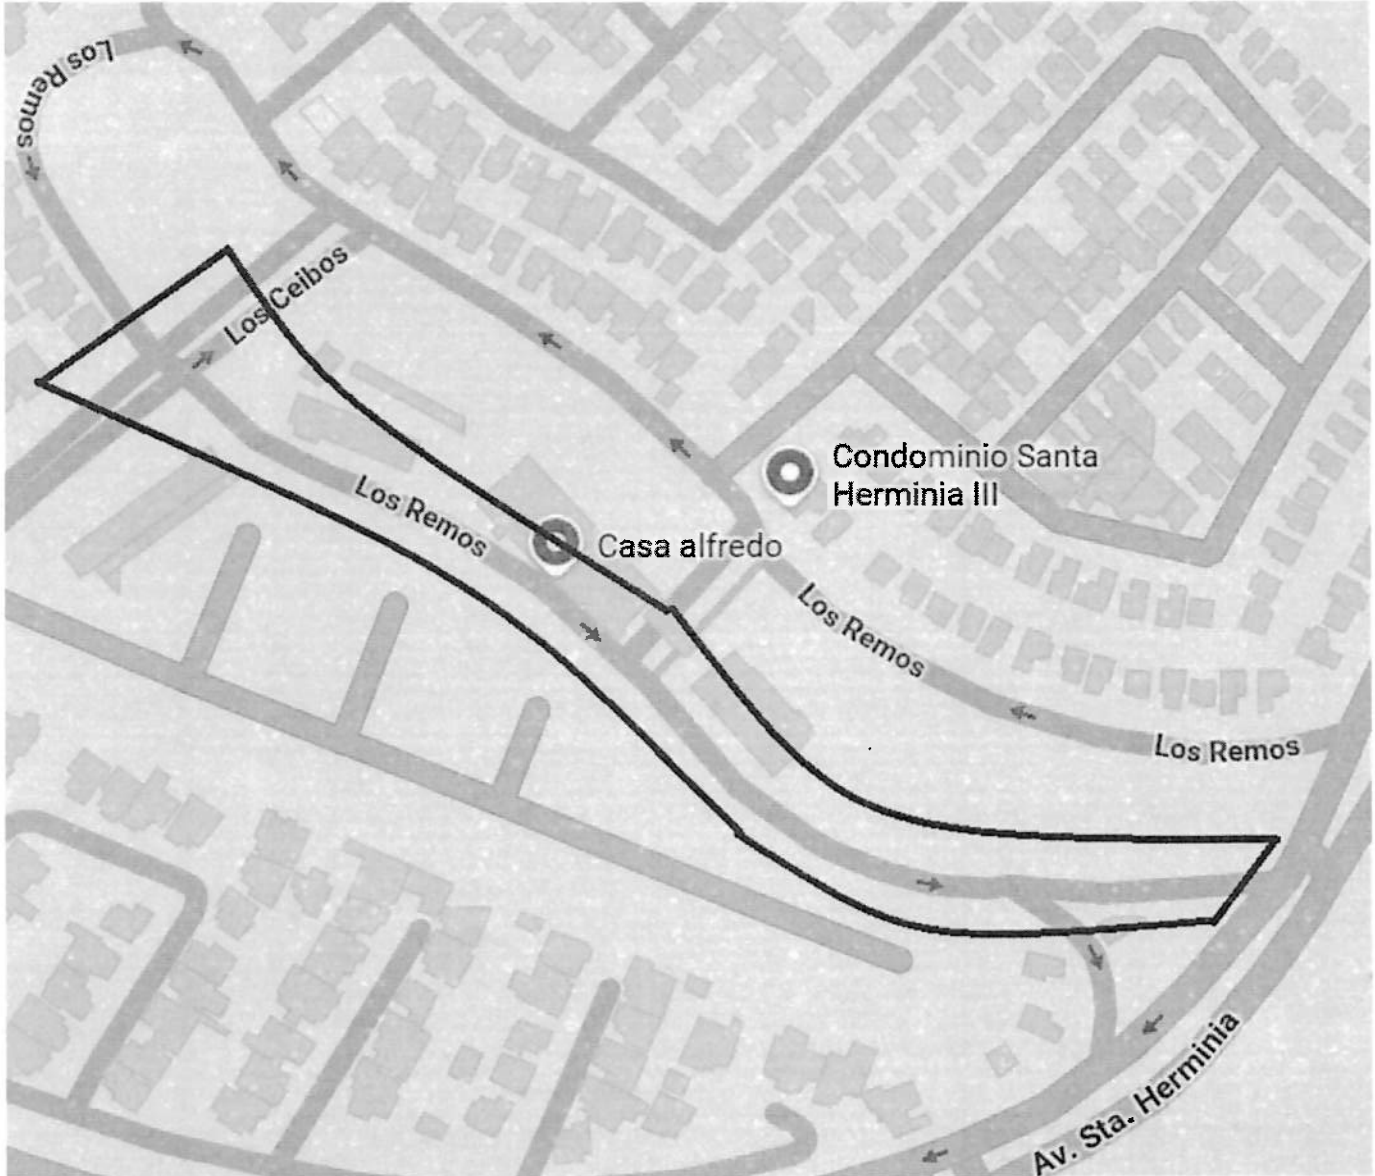 Los Remos
Los Ceibos
Condominio Santa
Herminia III
Los Remos
Casa alfredo
Los Remos
Los Remos
Av. Sta. Herminia